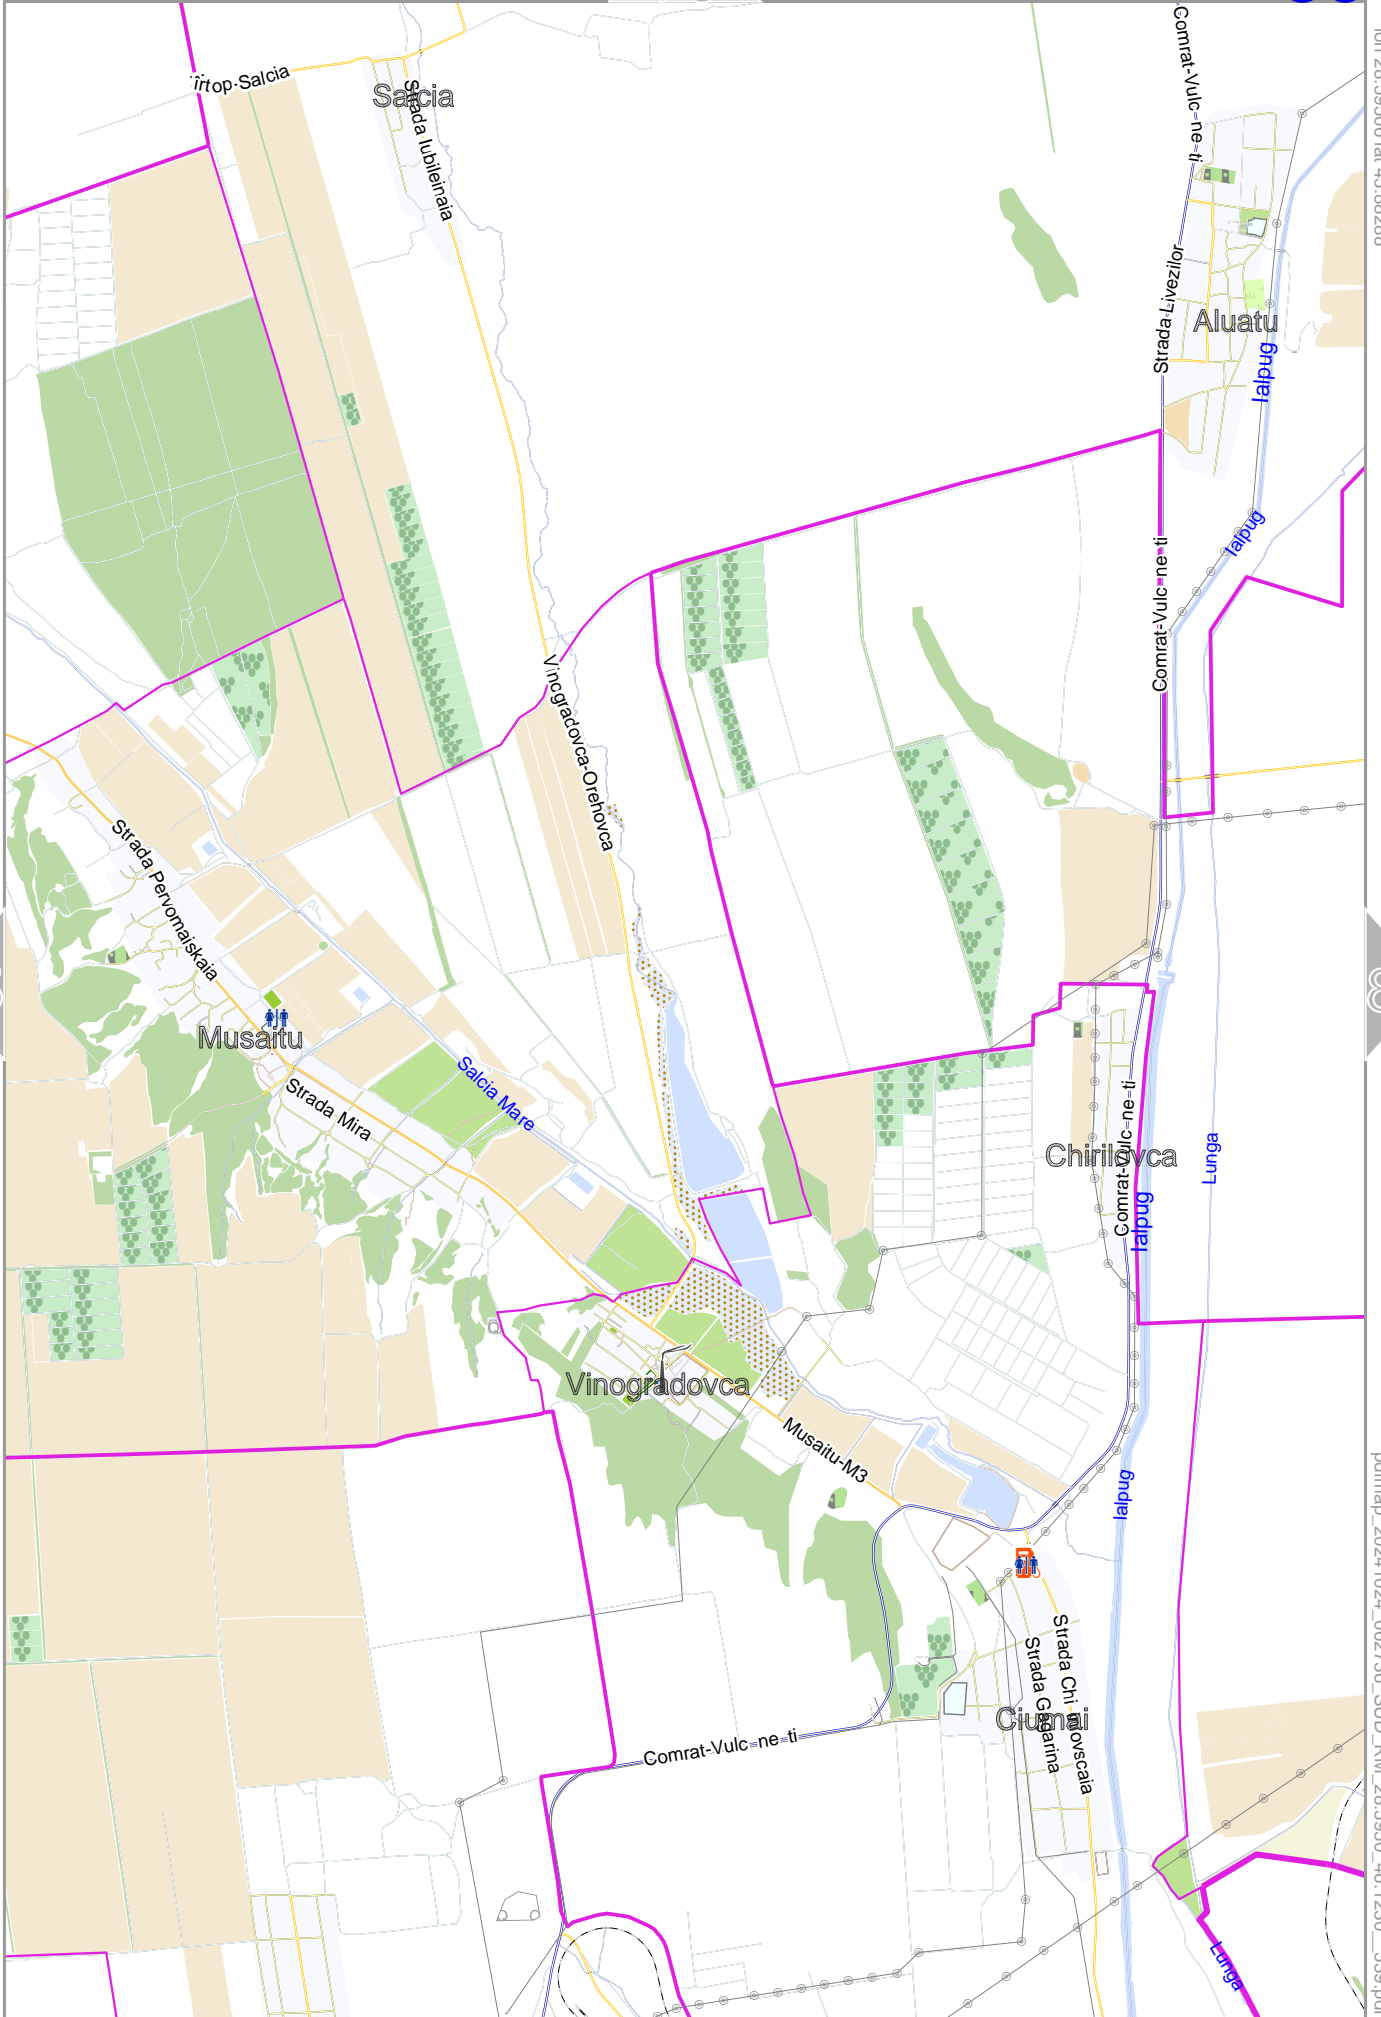 Comrat-Vulc=ne=ti
îrtop-Salcia
Salcia
Strada Iubileinaia
Strada Livezilor
Aluatu
Ialpug
Ialpug
Comrat-Vulc=ne=ti
Vincgradovca-Orehovca
Strada Pervomaiskaia
Musaitu
Strada Mira
Salcia Mare
Chirilovca
Comrat-Vulc=ne=ti
Lunga
Ialpug
Vinogradovca
Musaitu-M3
Ialpug
Strada Gagarina
Ciumai
Comrat-Vulc=ne=ti
Lunga